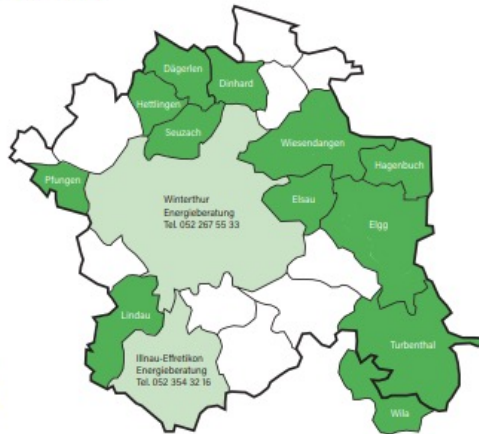 Dägerlen
Dinhard
Hettlingen
Seuzach
Wiesendangen
Hagenbuch
Pfungen
Elsau
Winterthur
Energieberatung
Tel. 052 267 55 33
Elgg
Lindau
Turbenthal
Illnau-Effretikon
Energieberatung
Tel. 052 354 32 16
Wila